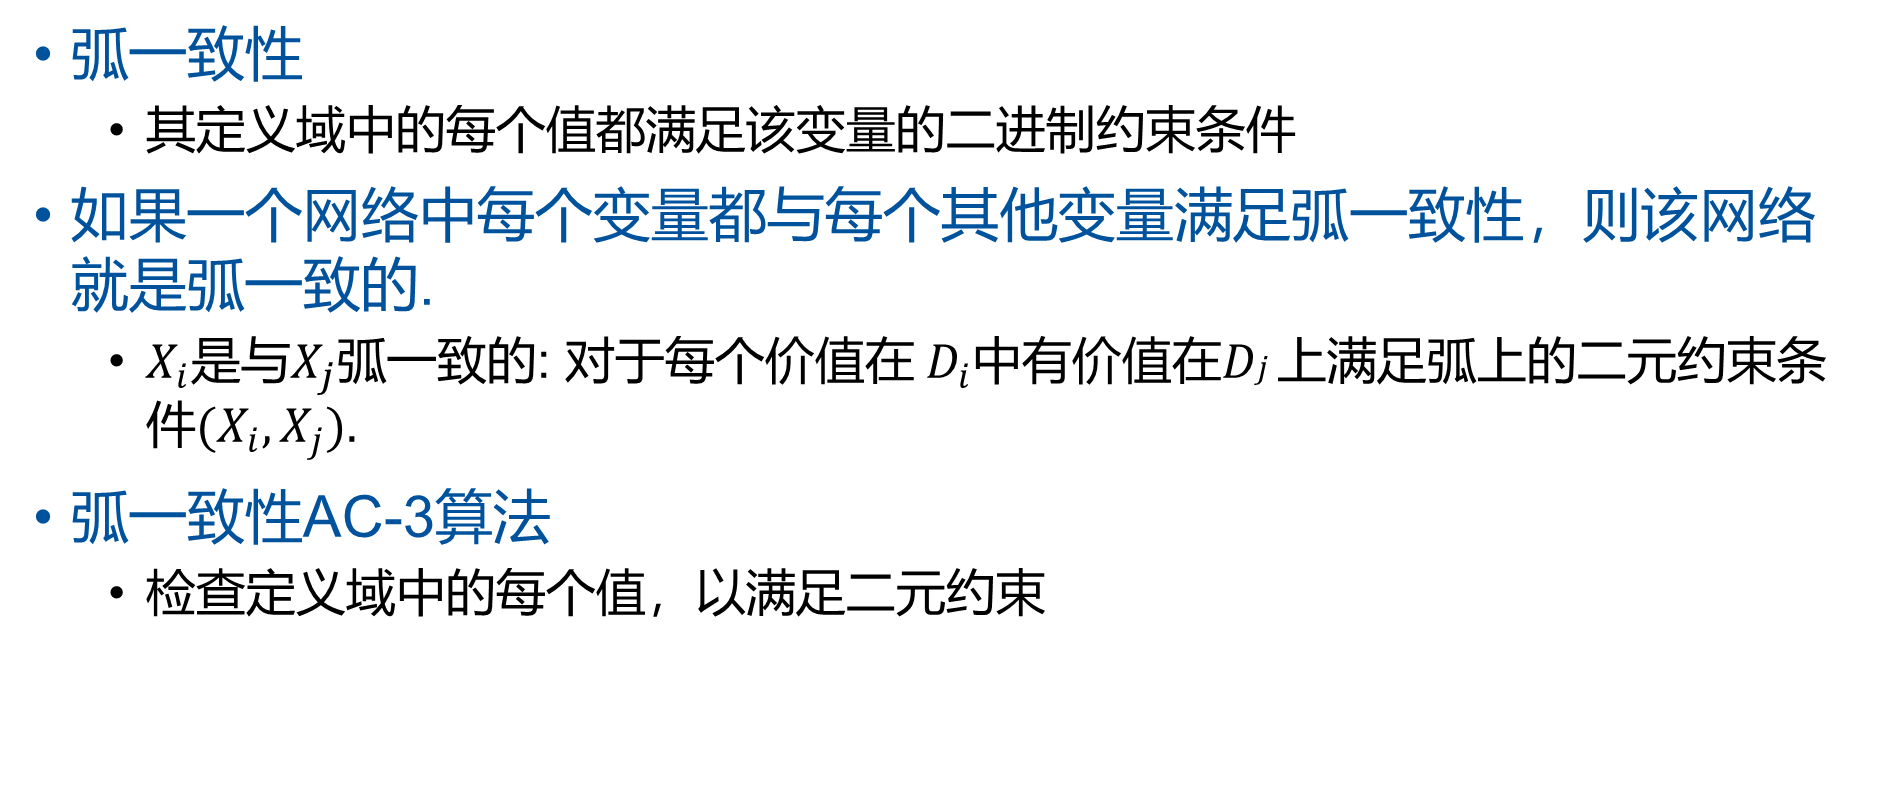 • 弧一致性
• 其定义域中的每个值都满足该变量的二进制约束条件
• 如果一个网络中每个变量都与每个其他变量满足弧一致性，则该网络
就是弧一致的.
• X_i是与X_j弧一致的: 对于每个价值在 D_i中有价值在D_j 上满足弧上的二元约束条
件(X_i, X_j).
• 弧一致性AC-3算法
• 检查定义域中的每个值，以满足二元约束